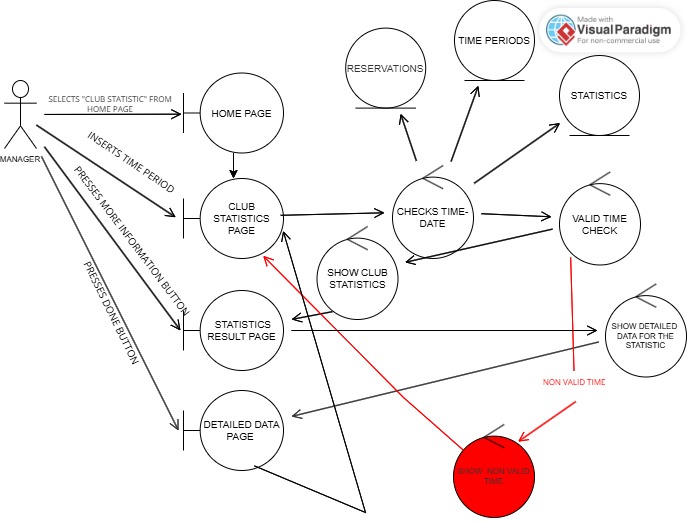 Made with
VisualParadigm
For non-commercial use
TIME PERIODS
RESERVATIONS
STATISTICS
SELECTS "CLUB STATISTIC" FROM
HOME PAGE
HOME PAGE
MANAGER
INSERTS TIME PERIOD
PRESSES MORE INFORMATION BUTTON
PRESSES DONE BUTTON
CLUB
STATISTICS
PAGE
CHECKS TIME-
DATE
VALID TIME
CHECK
SHOW CLUB
STATISTICS
STATISTICS
RESULT PAGE
SHOW DETAILED
DATA FOR THE
STATISTIC
NON VALID TIME
DETAILED DATA
PAGE
SHOW NON VALID
TIME